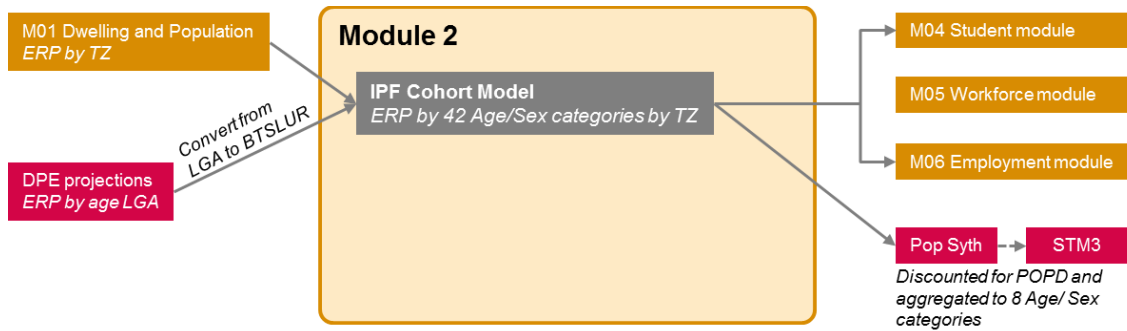 M01 Dwelling and Population
ERP by TZ
Convert from
LGA to BTSLUR
DPE projections
ERP by age LGA
Module 2
IPF Cohort Model
ERP by 42 Age/Sex categories by TZ
M04 Student module
M05 Workforce module
M06 Employment module
Pop Syth
STM3
Discounted for POPD and
aggregated to 8 Age/ Sex
categories